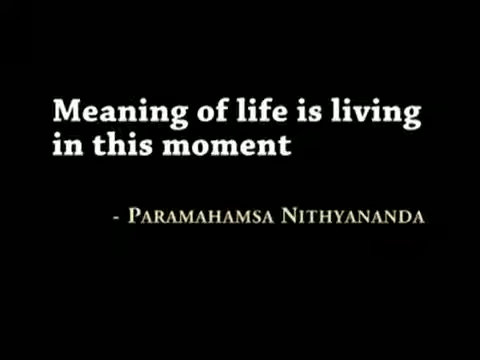 Meaning of life is living
in this moment
- Paramahamsa Nithyananda